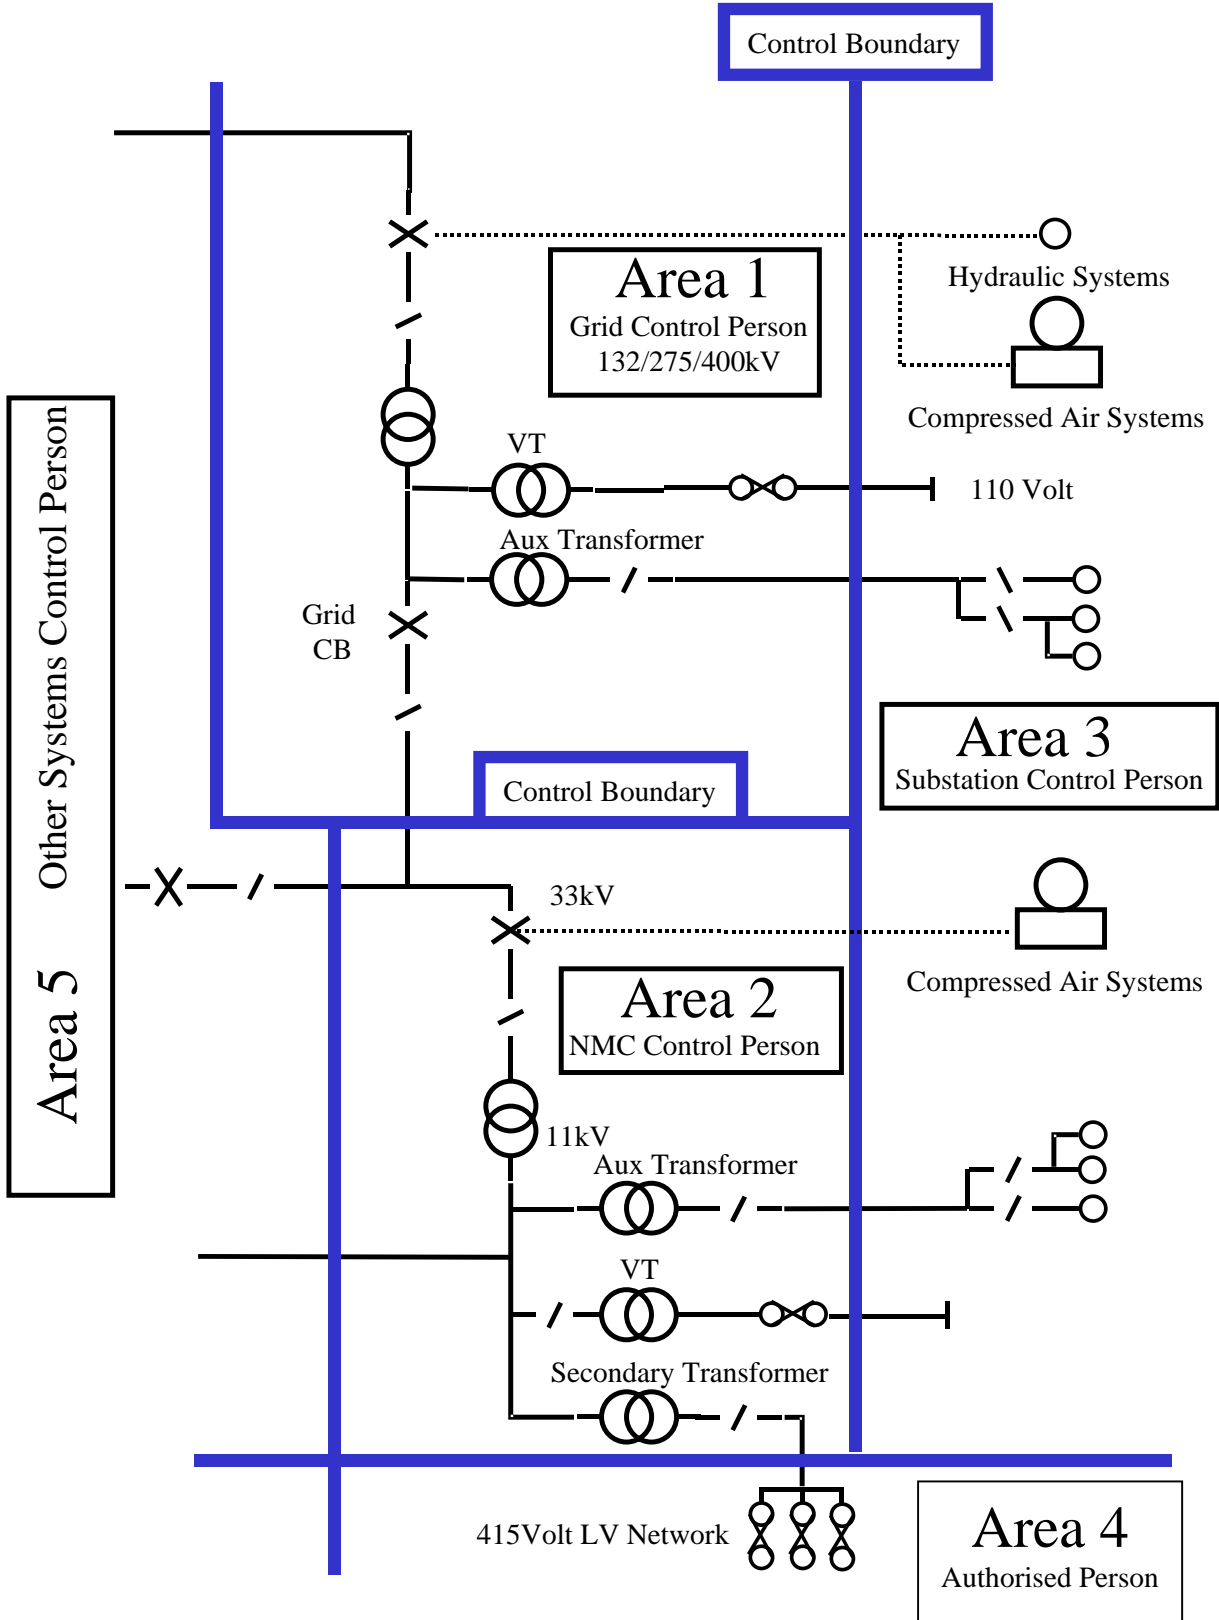 Control Boundary
Area 1
Grid Control Person
132/275/400kV
Hydraulic Systems
Compressed Air Systems
VT
110 Volt
Aux Transformer
Grid
CB
Area 3
Substation Control Person
Control Boundary
Area 5 Other Systems Control Person
33kV
Compressed Air Systems
Area 2
NMC Control Person
11kV
Aux Transformer
VT
Secondary Transformer
415Volt LV Network
Area 4
Authorised Person